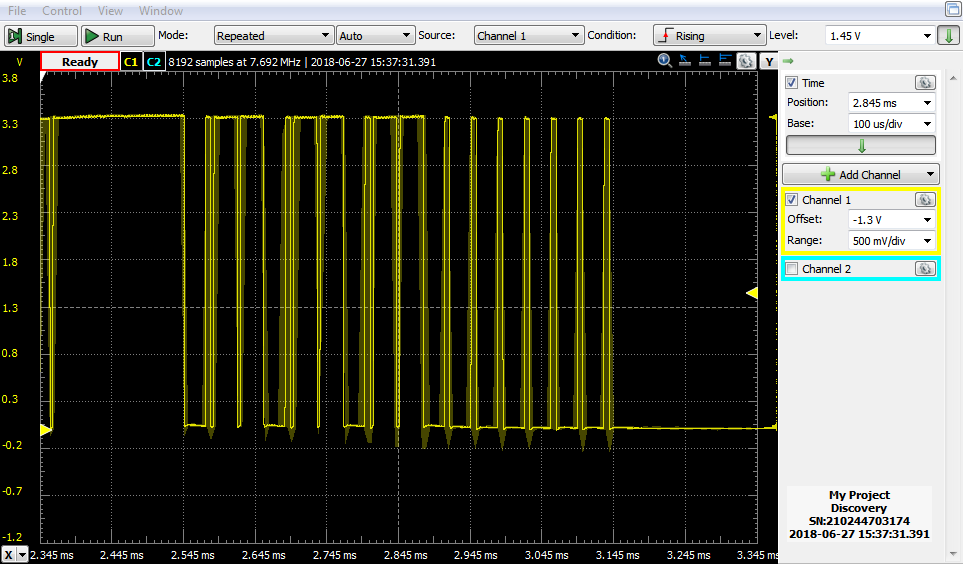 File Control View Window
Single Run Mode: Repeated Auto Source: Channel 1 Condition: Rising Level: 1.45 V
V Ready C1 C2 8192 samples at 7.692 MHz | 2018-06-27 15:37:31.391 Y
3.8
3.3
2.8
2.3
1.8
1.3
0.8
0.3
-0.2
-0.7
-1.2
X 2.345 ms 2.445 ms 2.545 ms 2.645 ms 2.745 ms 2.845 ms 2.945 ms 3.045 ms 3.145 ms 3.245 ms 3.345 ms
Time
Position: 2.845 ms
Base: 100 us/div
Add Channel
Channel 1
Offset: -1.3 V
Range: 500 mV/div
Channel 2
My Project
Discovery
SN:210244703174
2018-06-27 15:37:31.391